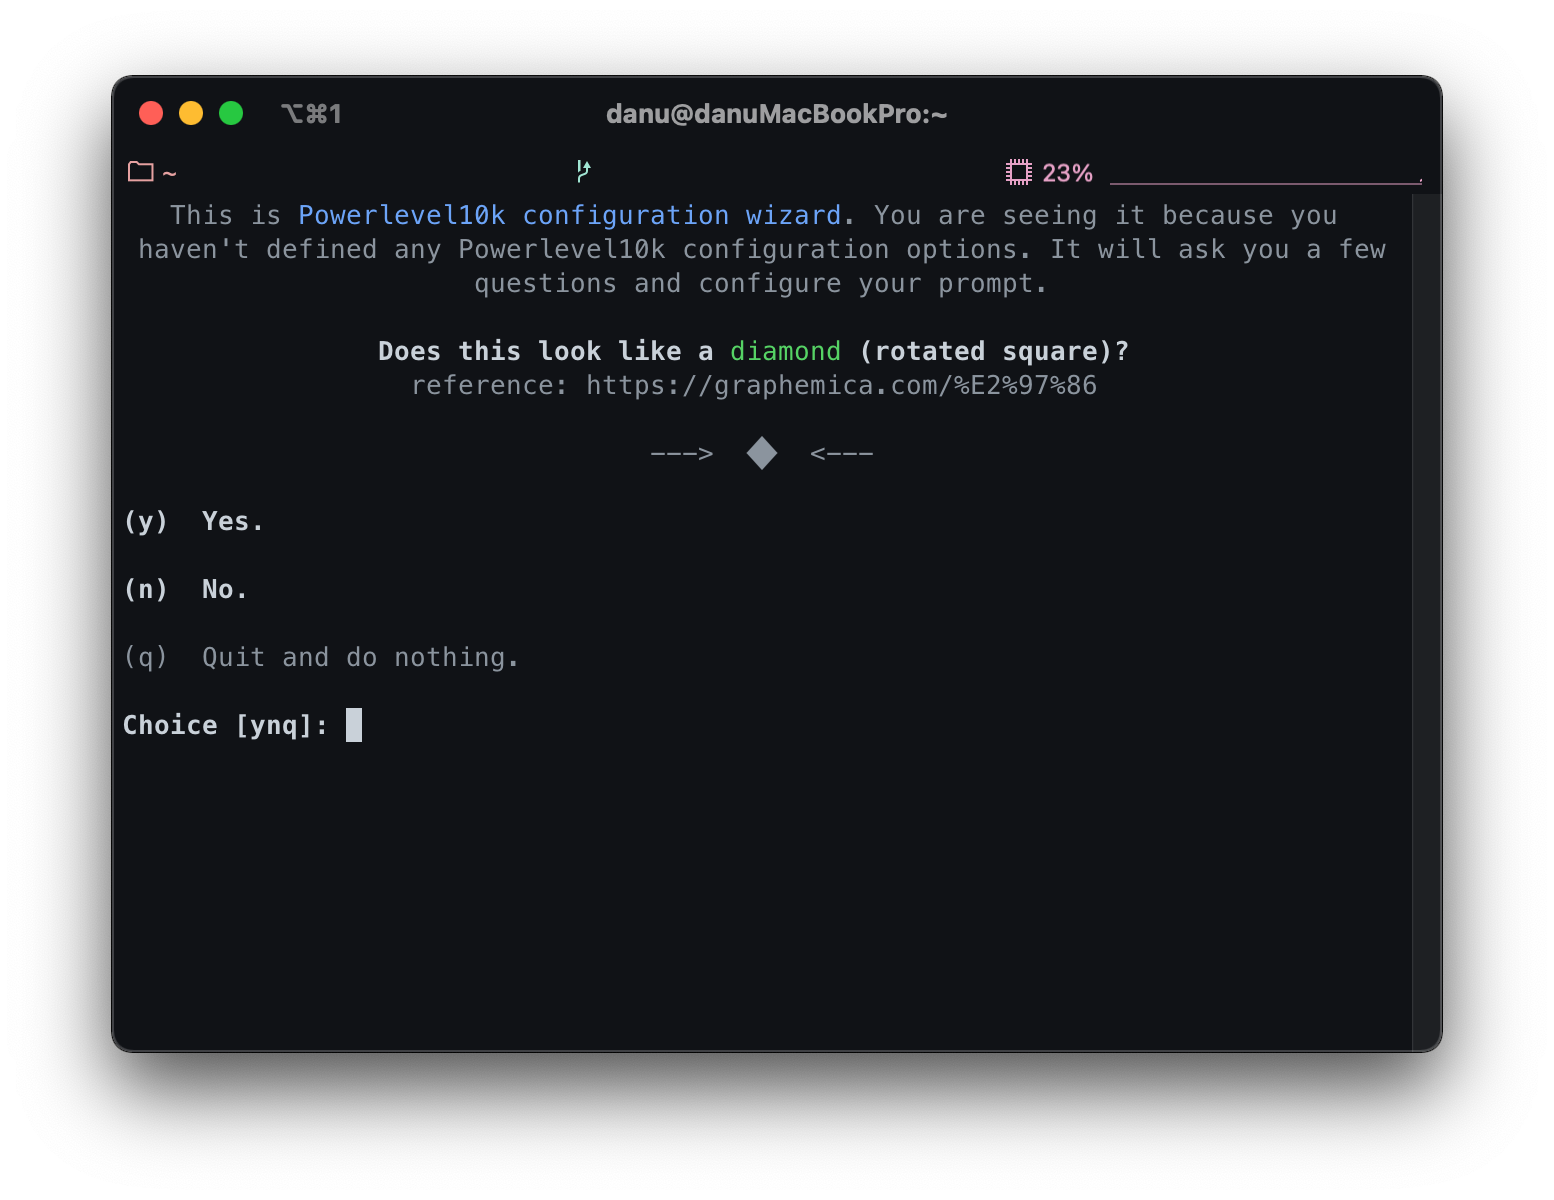 ⌥⌘1 danu@danuMacBookPro:~
~ 23%
This is Powerlevel10k configuration wizard. You are seeing it because you
haven't defined any Powerlevel10k configuration options. It will ask you a few
questions and configure your prompt.
Does this look like a diamond (rotated square)?
reference: https://graphemica.com/%E2%97%86
---> ◆ <---
(y) Yes.
(n) No.
(q) Quit and do nothing.
Choice [ynq]: